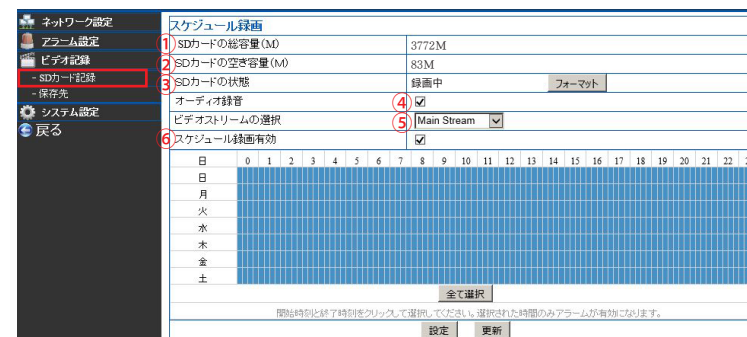 ネットワーク設定
アラーム設定
ビデオ記録
- SDカード記録
- 保存先
システム設定
戻る
スケジュール録画
① SDカードの総容量(M) 3772M
② SDカードの空き容量(M) 83M
③ SDカードの状態 録画中 フォーマット
オーディオ録音 ④
ビデオストリームの選択 ⑤ Main Stream
⑥ スケジュール録画有効
日 0 1 2 3 4 5 6 7 8 9 10 11 12 13 14 15 16 17 18 19 20 21 22
日
月
火
水
木
金
土
全て選択
開始時刻と終了時刻をクリックして選択してください。選択された時間のみアラームが有効になります。
設定 更新